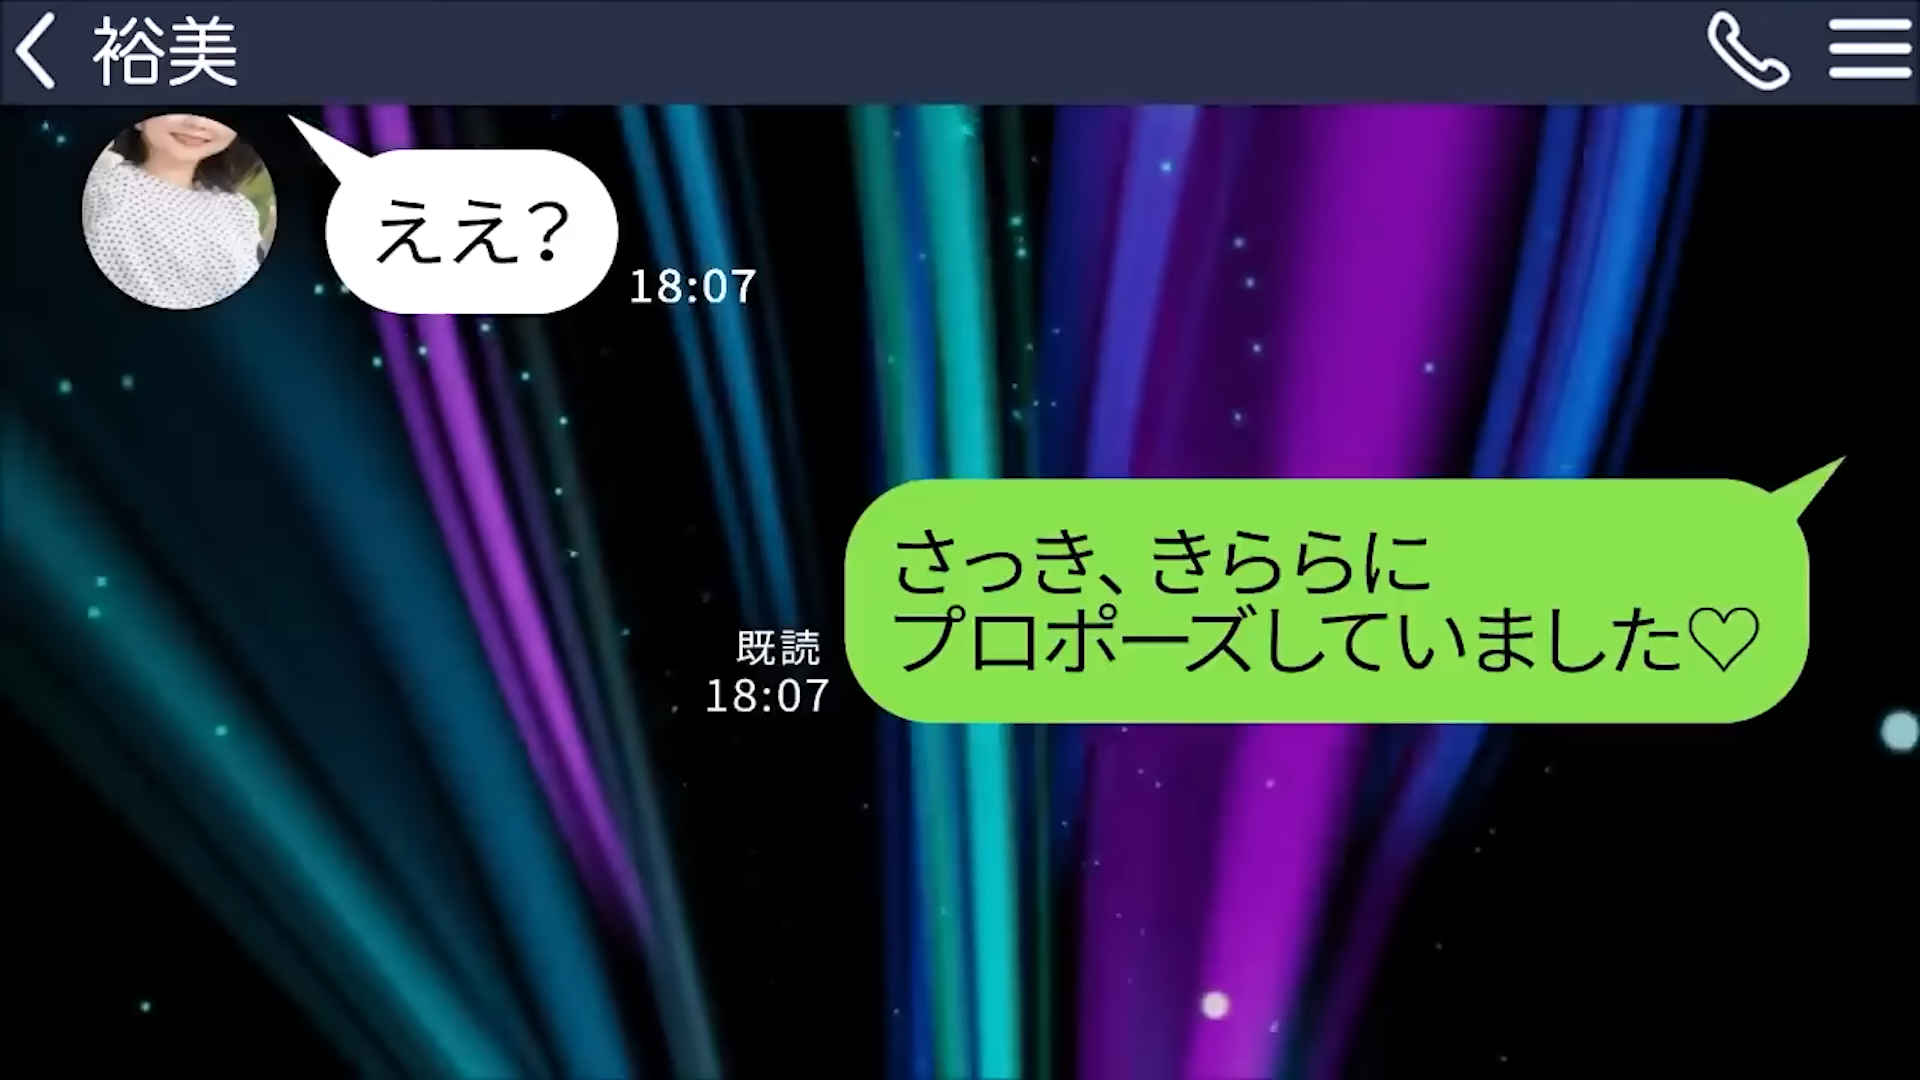 裕美
ええ？
18:07
さっき、きららに
プロポーズしていました♡
既読
18:07